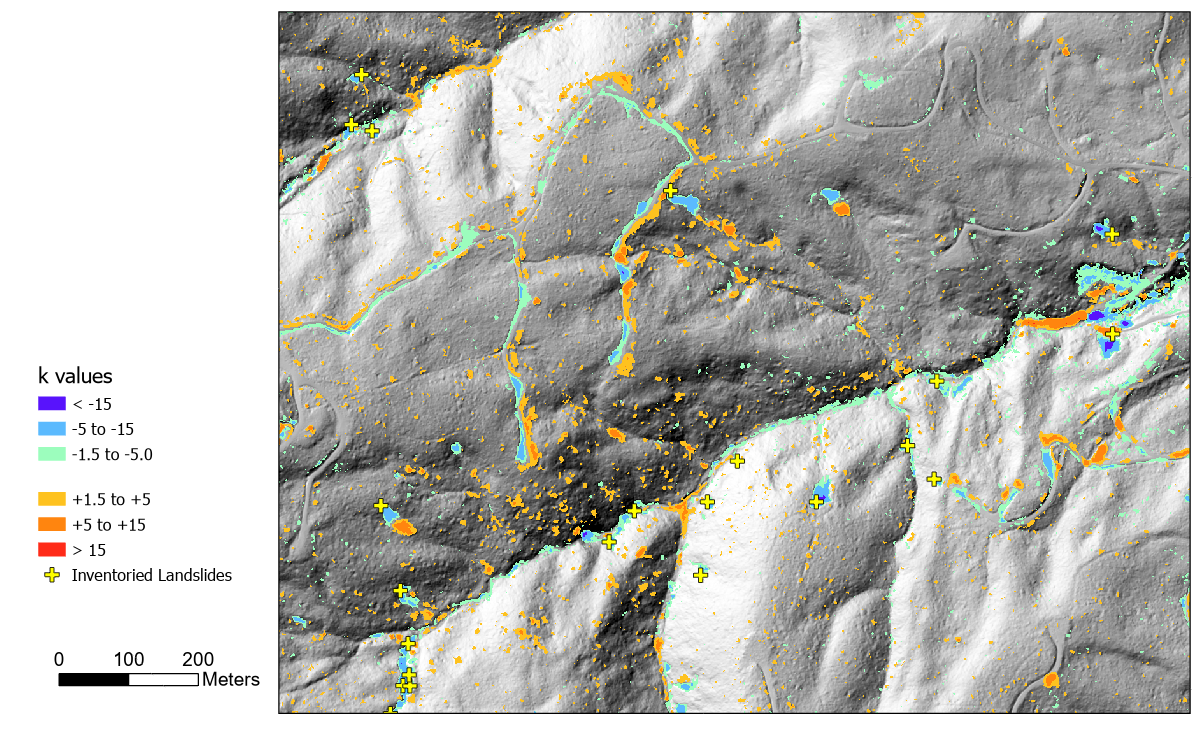 k values
< -15
-5 to -15
-1.5 to -5.0
+1.5 to +5
+5 to +15
> 15
Inventoried Landslides
0 100 200
Meters